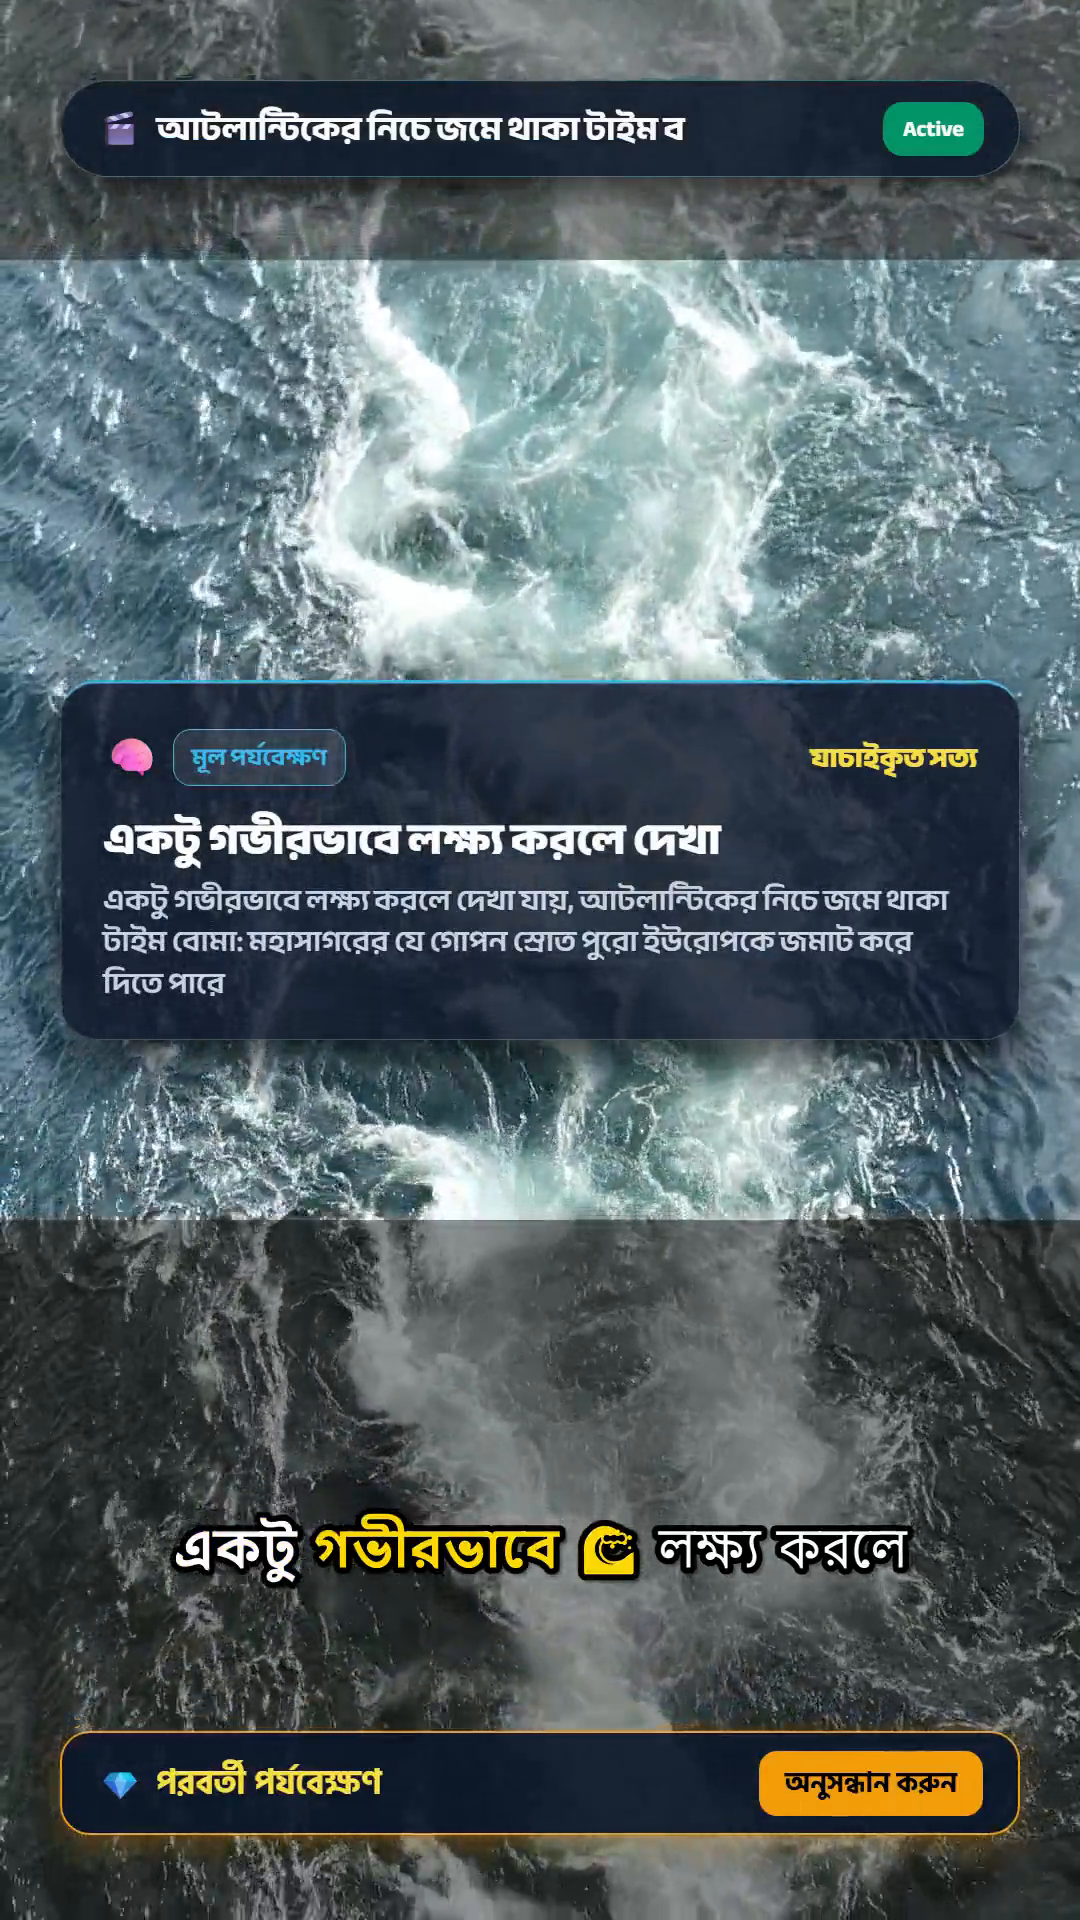 আটলান্টিকের নিচে জমে থাকা টাইম ব
Active
মূল পর্যবেক্ষণ
যাচাইকৃত সত্য
একটু গভীরভাবে লক্ষ্য করলে দেখা
একটু গভীরভাবে লক্ষ্য করলে দেখা যায়, আটলান্টিকের নিচে জমে থাকা
টাইম বোমা: মহাসাগরের যে গোপন স্রোত পুরো ইউরোপকে জমাট করে
দিতে পারে
একটু গভীরভাবে লক্ষ্য করলে
পরবর্তী পর্যবেক্ষণ
অনুসন্ধান করুন